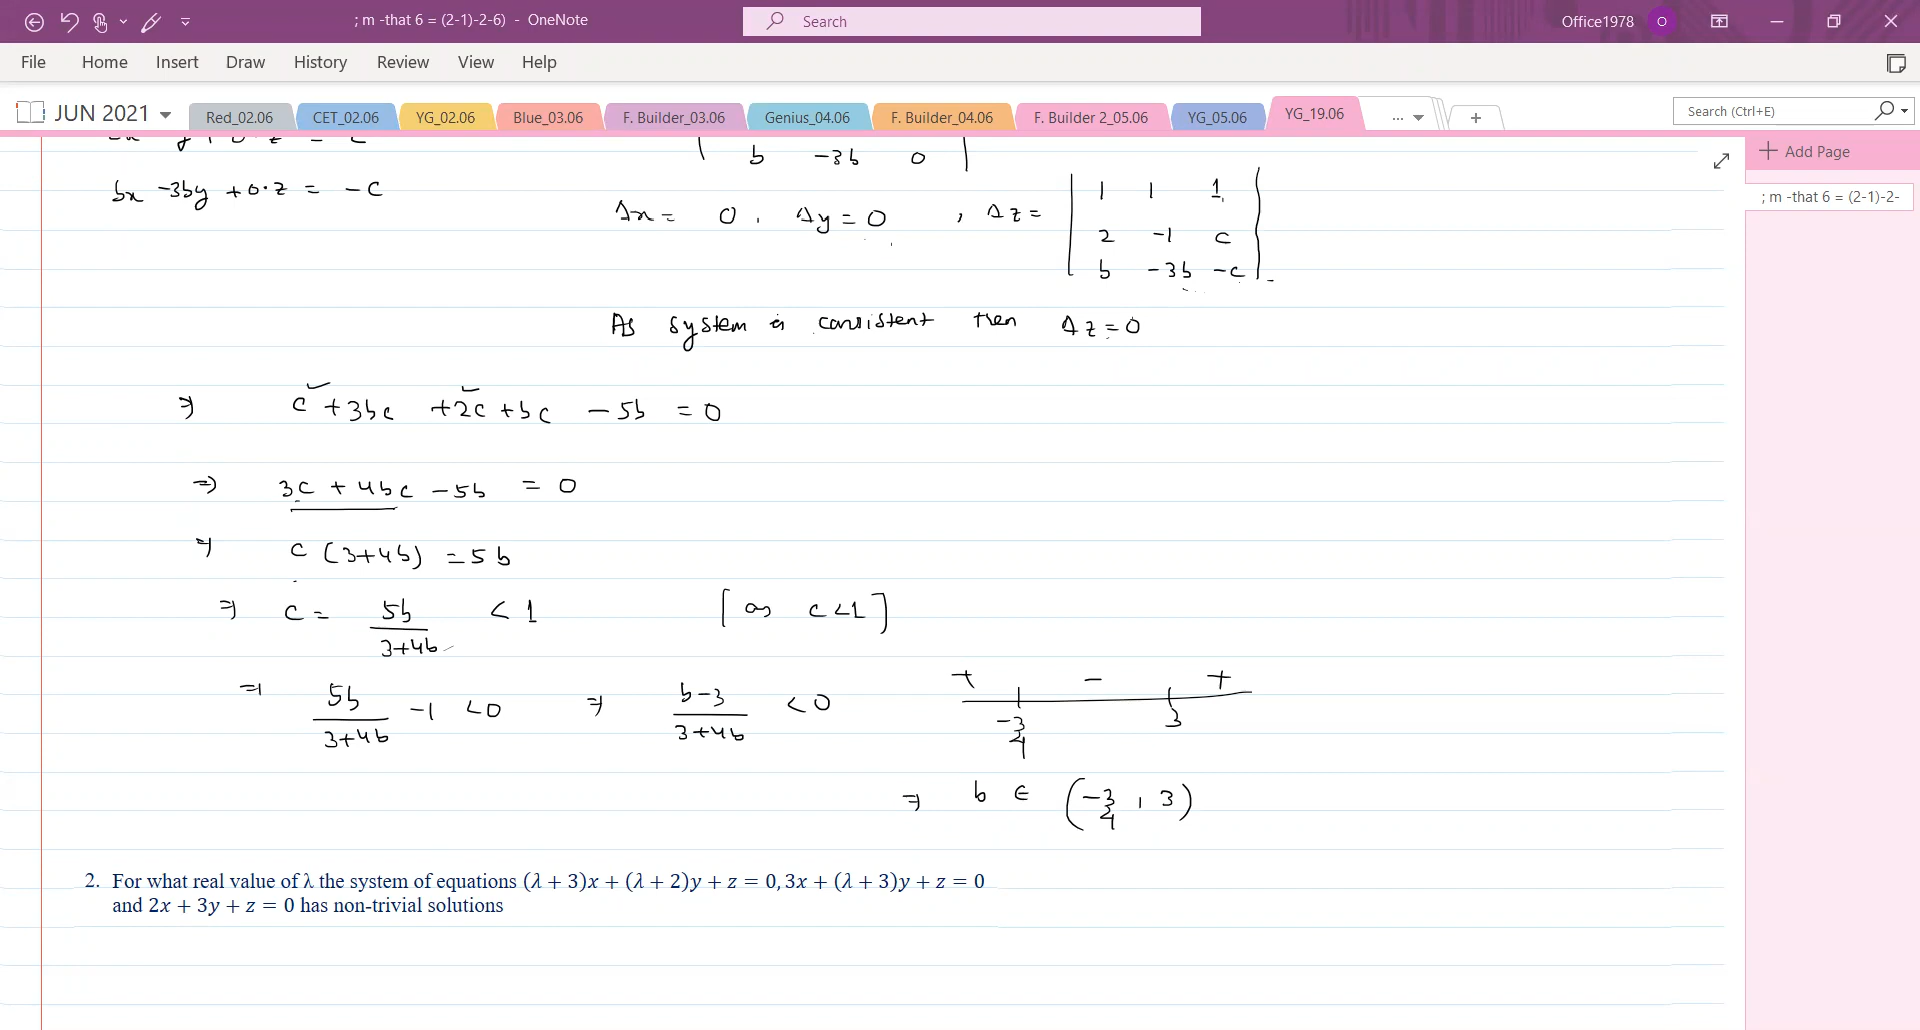 ; m -that 6 = (2-1)-2-6) - OneNote
Search
Office1978
O
File Home Insert Draw History Review View Help
JUN 2021
Red_02.06 CET_02.06 YG_02.06 Blue_03.06 F. Builder_03.06 Genius_04.06 F. Builder_04.06 F. Builder 2_05.06 YG_05.06 YG_19.06 ... +
Search (Ctrl+E)
+ Add Page
; m -that 6 = (2-1)-2-
b -3b 0
bx -3by + 0·z = -c
Δx = 0 , Δy = 0 , Δz =
1 1 1
2 -1 c
b -3b -c
As system is consistent then Δz = 0
⇒ c + 3bc + 2c + bc - 5b = 0
⇒ 3c + 4bc - 5b = 0
⇒ c (3+4b) = 5b
⇒ c = 5b/(3+4b) < 1 [as c<1]
⇒ 5b/(3+4b) - 1 < 0 ⇒ (b-3)/(3+4b) < 0
+ - +
-3/4 3
⇒ b ∈ (-3/4 , 3)
2. For what real value of λ the system of equations (λ + 3)x + (λ + 2)y + z = 0, 3x + (λ + 3)y + z = 0
and 2x + 3y + z = 0 has non-trivial solutions